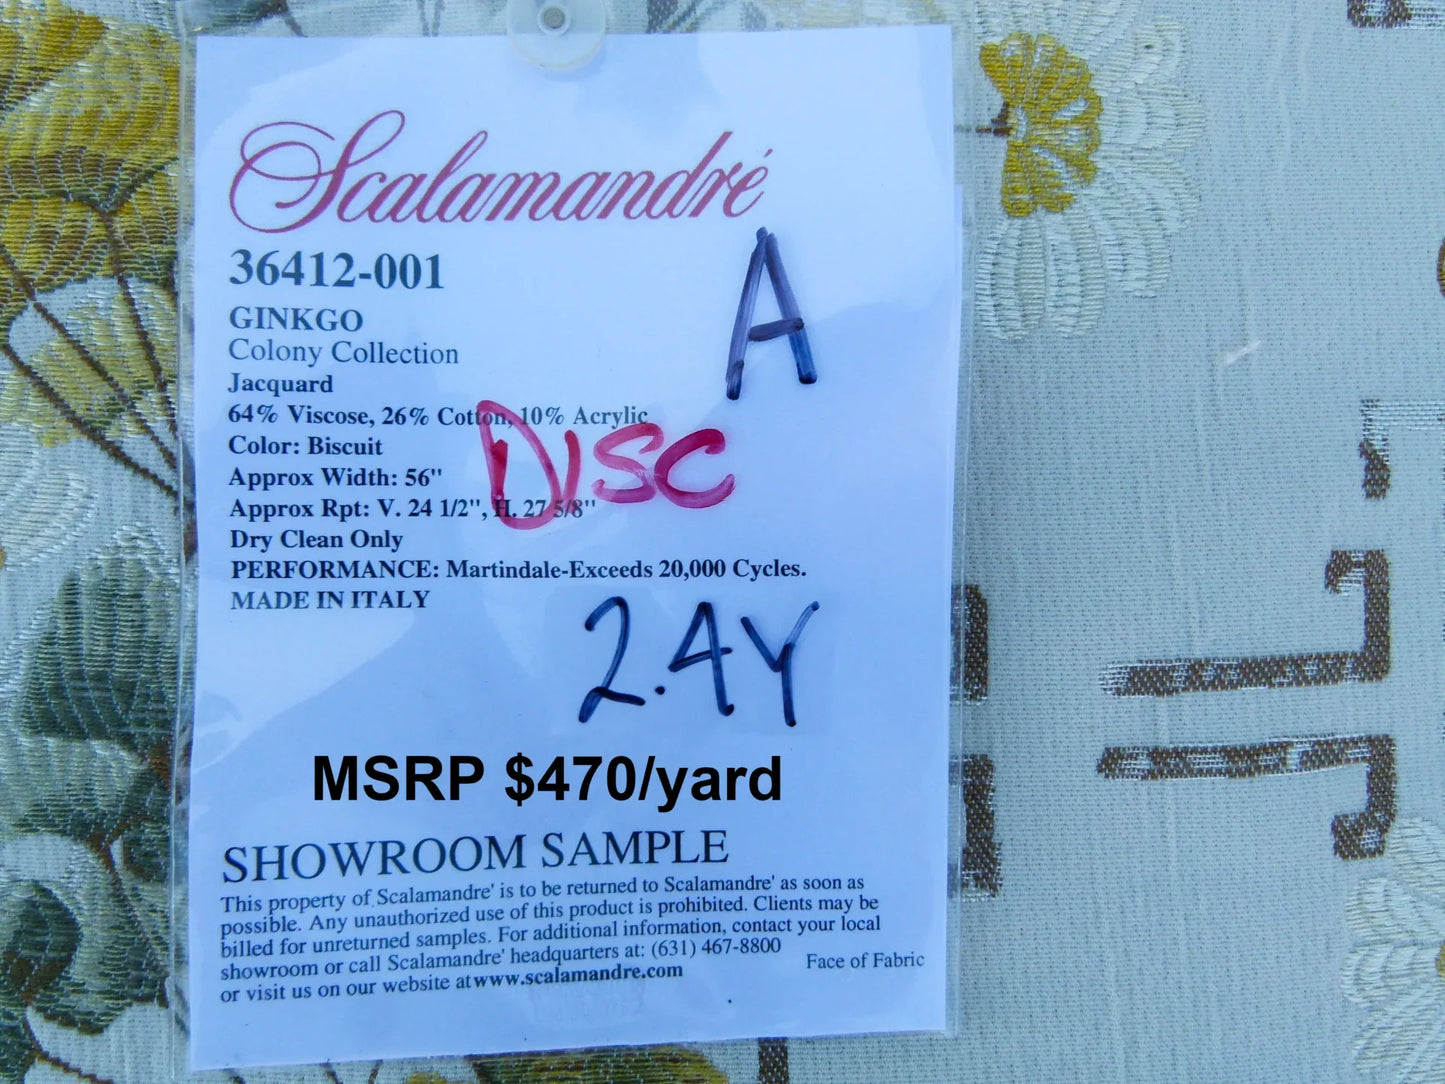 Scalamandré
36412-001
A
GINKGO
Colony Collection
Jacquard
64% Viscose, 26% Cotton, 10% Acrylic
Color: Biscuit
DISC
Approx Width: 56"
Approx Rpt: V. 24 1/2", H. 27 5/8"
Dry Clean Only
PERFORMANCE: Martindale-Exceeds 20,000 Cycles.
MADE IN ITALY
2.4Y
MSRP $470/yard
SHOWROOM SAMPLE
This property of Scalamandre' is to be returned to Scalamandre' as soon as
possible. Any unauthorized use of this product is prohibited. Clients may be
billed for unreturned samples. For additional information, contact your local
showroom or call Scalamandre' headquarters at: (631) 467-8800
or visit us on our website at www.scalamandre.com
Face of Fabric